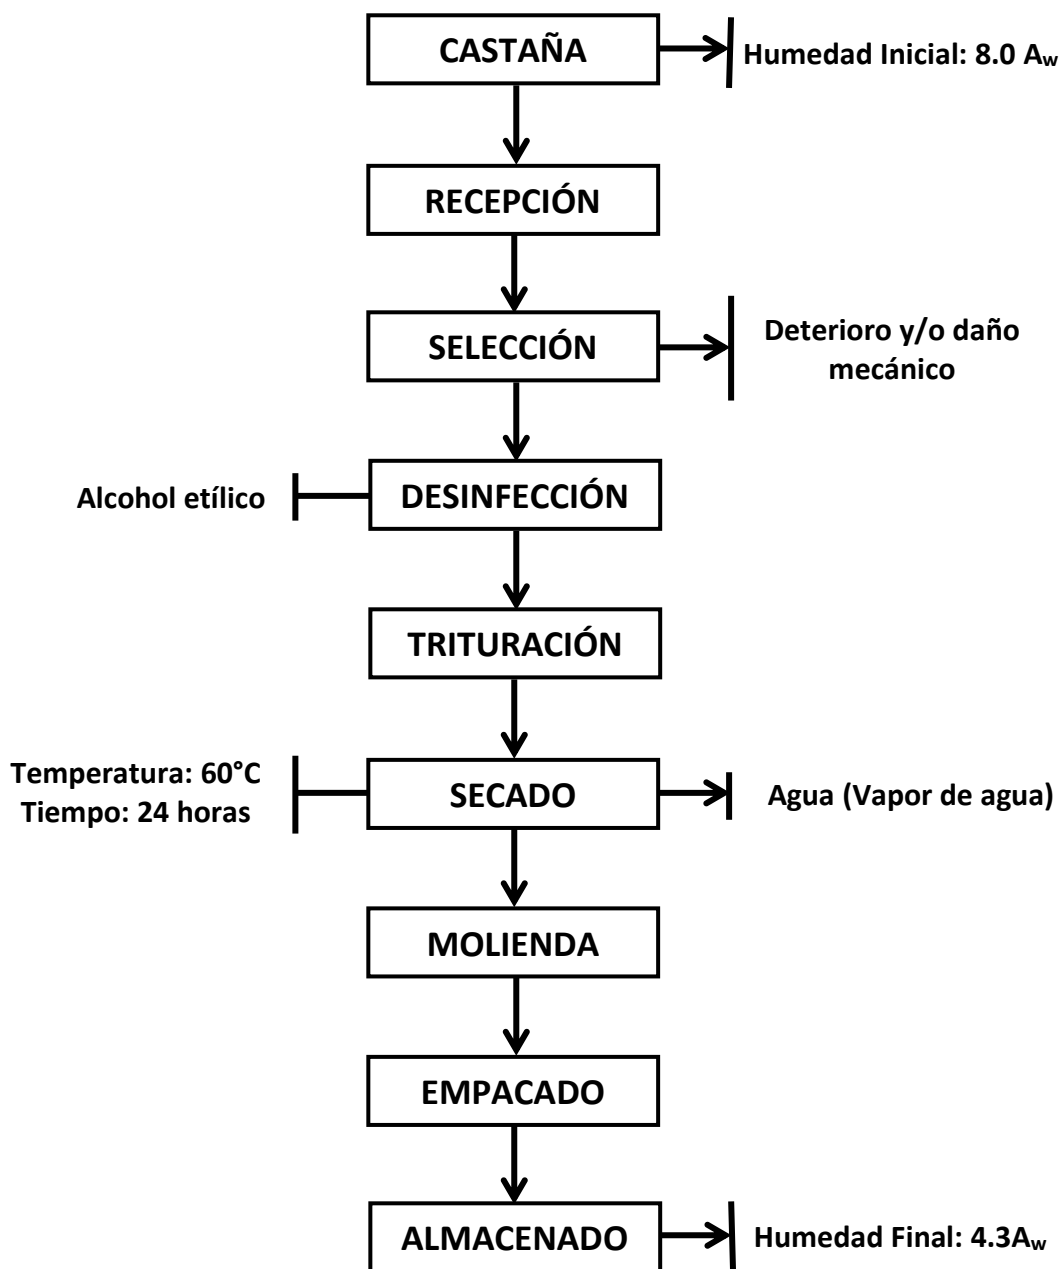 CASTAÑA
Humedad Inicial: 8.0 Aw
RECEPCIÓN
SELECCIÓN
Deterioro y/o daño
mecánico
Alcohol etílico
DESINFECCIÓN
TRITURACIÓN
Temperatura: 60°C
Tiempo: 24 horas
SECADO
Agua (Vapor de agua)
MOLIENDA
EMPACADO
ALMACENADO
Humedad Final: 4.3Aw